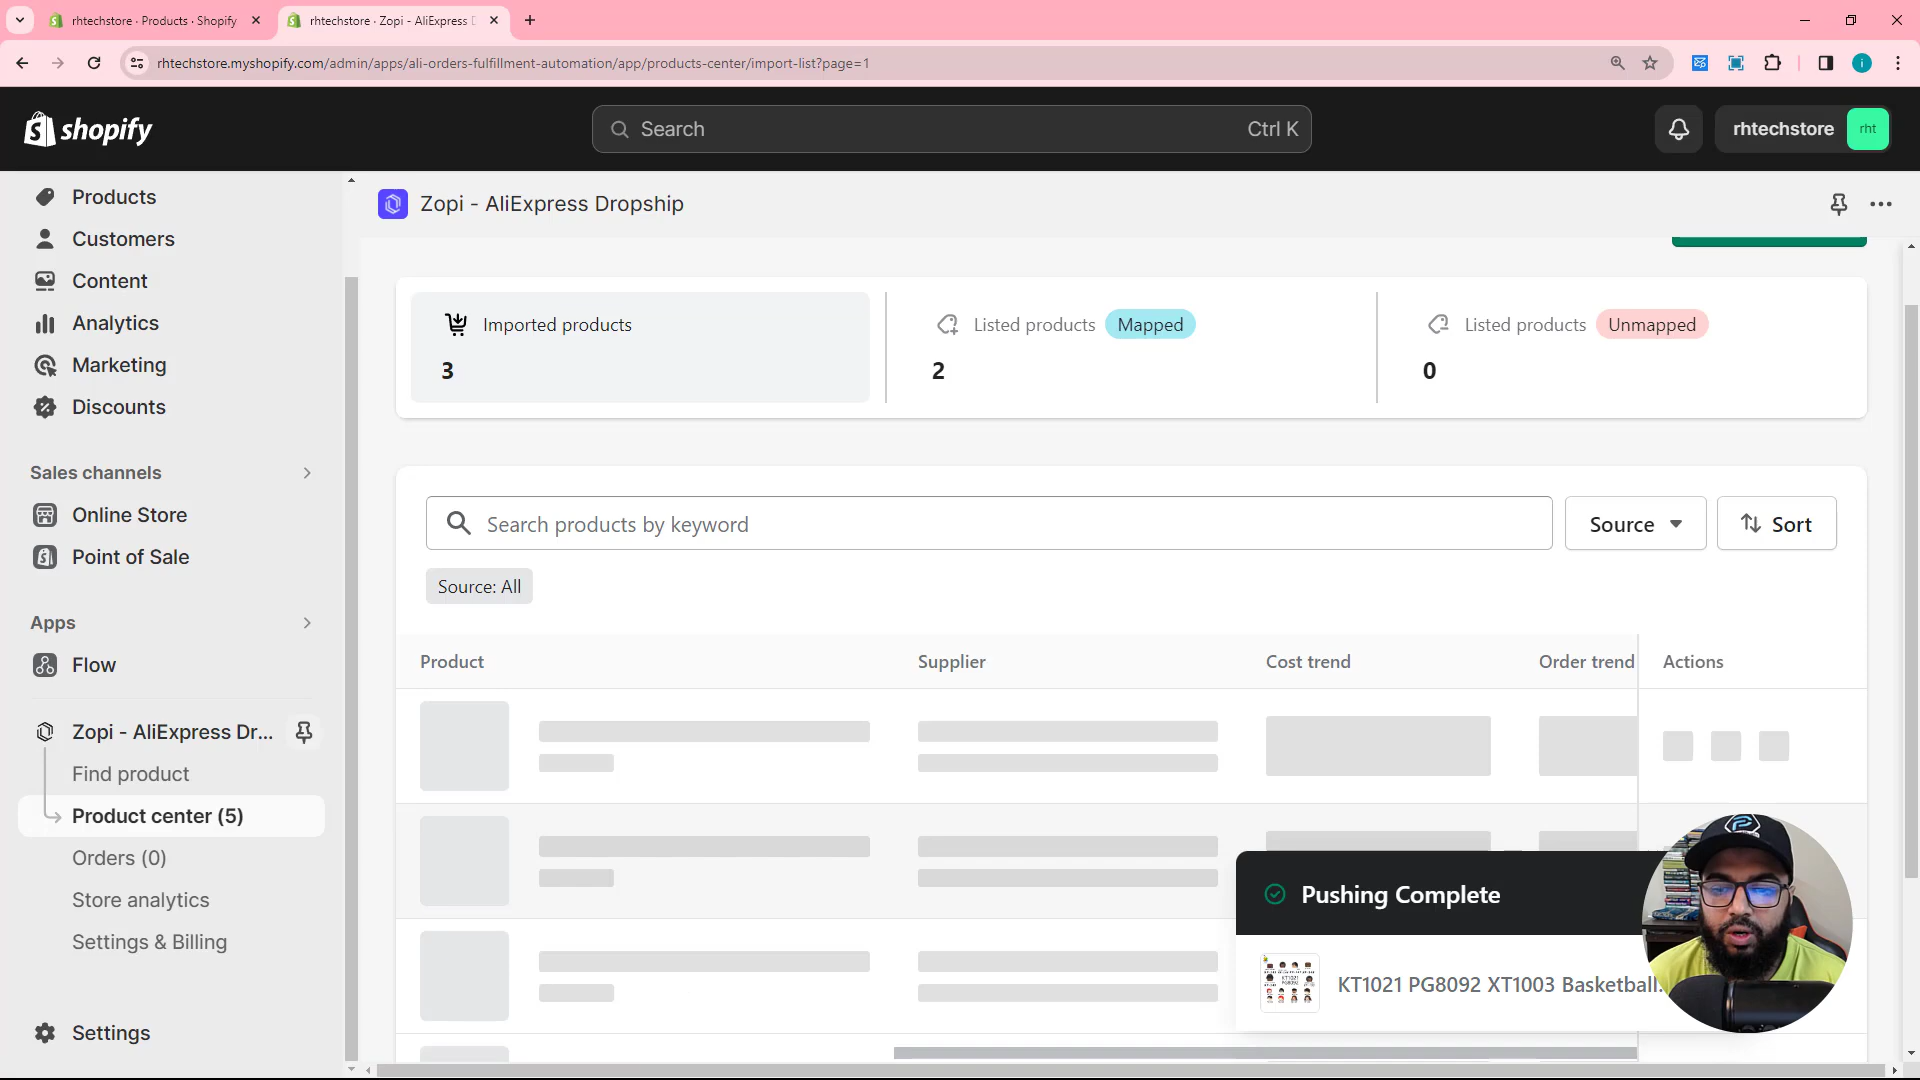 rhtechstore · Products · Shopify
rhtechstore · Zopi - AliExpress
rhtechstore.myshopify.com/admin/apps/ali-orders-fulfillment-automation/app/products-center/import-list?page=1
shopify
Search
Ctrl K
rhtechstore
rht
Products
Customers
Content
Analytics
Marketing
Discounts
Sales channels
Online Store
Point of Sale
Apps
Flow
Zopi - AliExpress Dr...
Find product
Product center (5)
Orders (0)
Store analytics
Settings & Billing
Settings
Zopi - AliExpress Dropship
Imported products
3
Listed products Mapped
2
Listed products Unmapped
0
Search products by keyword
Source
Sort
Source: All
Product Supplier Cost trend Order trend Actions
Pushing Complete
KT1021 PG8092 XT1003 Basketball.